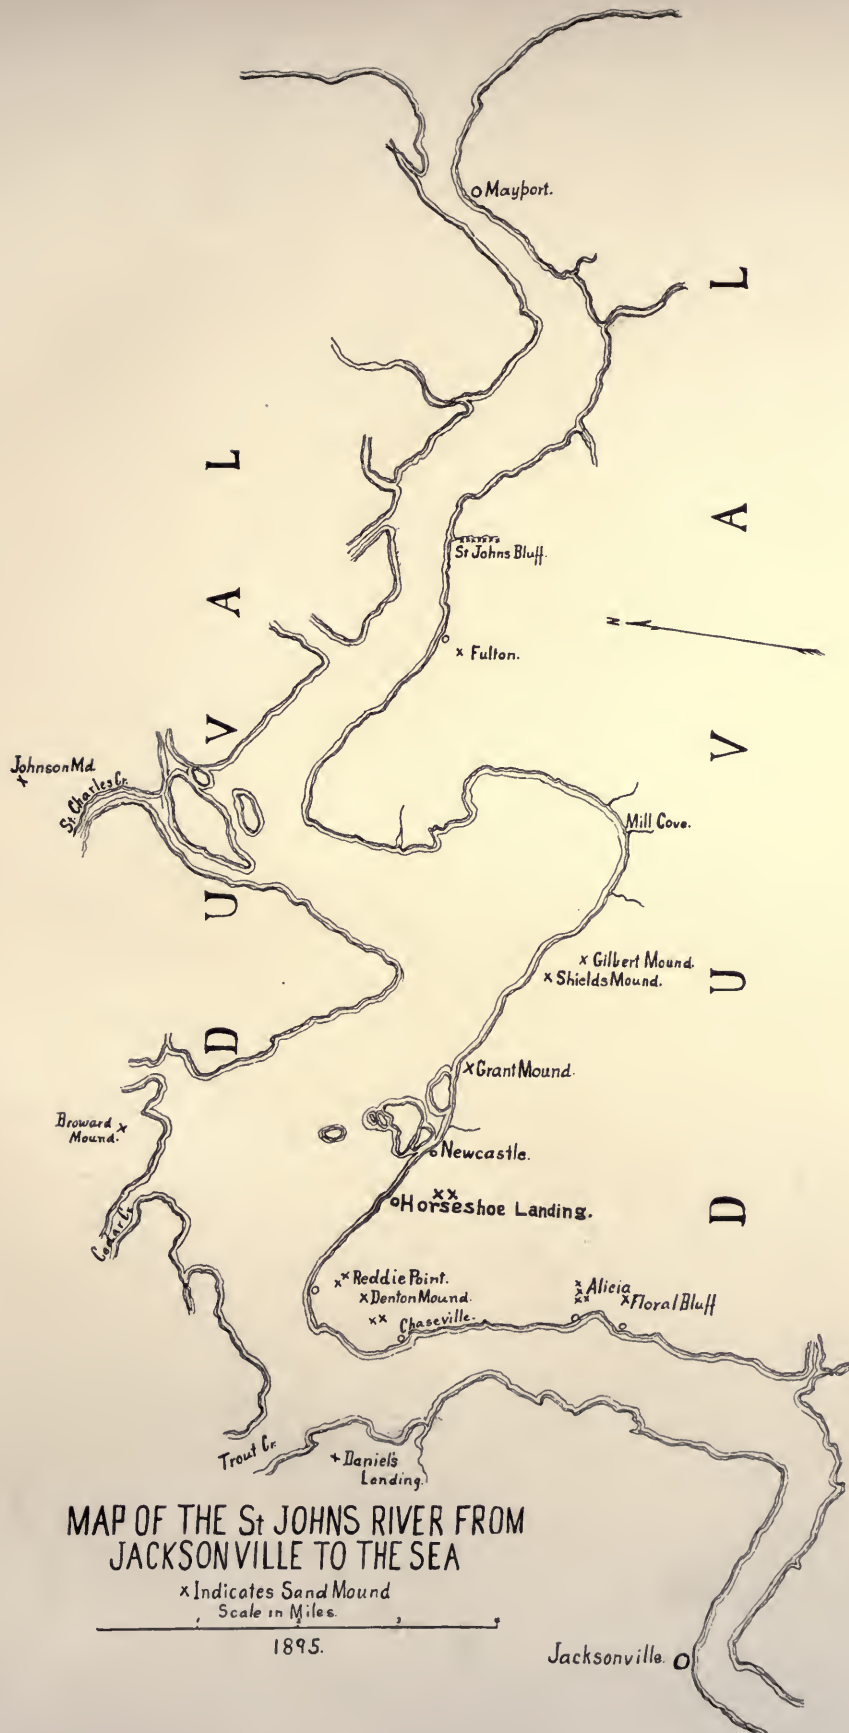 Mayport.
L
L
A
St Johns Bluff.
A
N
Fulton.
V
V
Johnson Md.
St. Charles Cr.
Mill Cove.
U
Gilbert Mound.
Shields Mound.
U
D
Grant Mound.
Broward
Mound.
Newcastle.
Horseshoe Landing.
D
Cedar Cr.
Reddie Point.
Denton Mound.
Chaseville.
Alicia
Floral Bluff
Trout Cr.
Daniel's
Landing.
MAP OF THE St JOHNS RIVER FROM
JACKSONVILLE TO THE SEA
x Indicates Sand Mound
Scale in Miles.
1895.
Jacksonville.